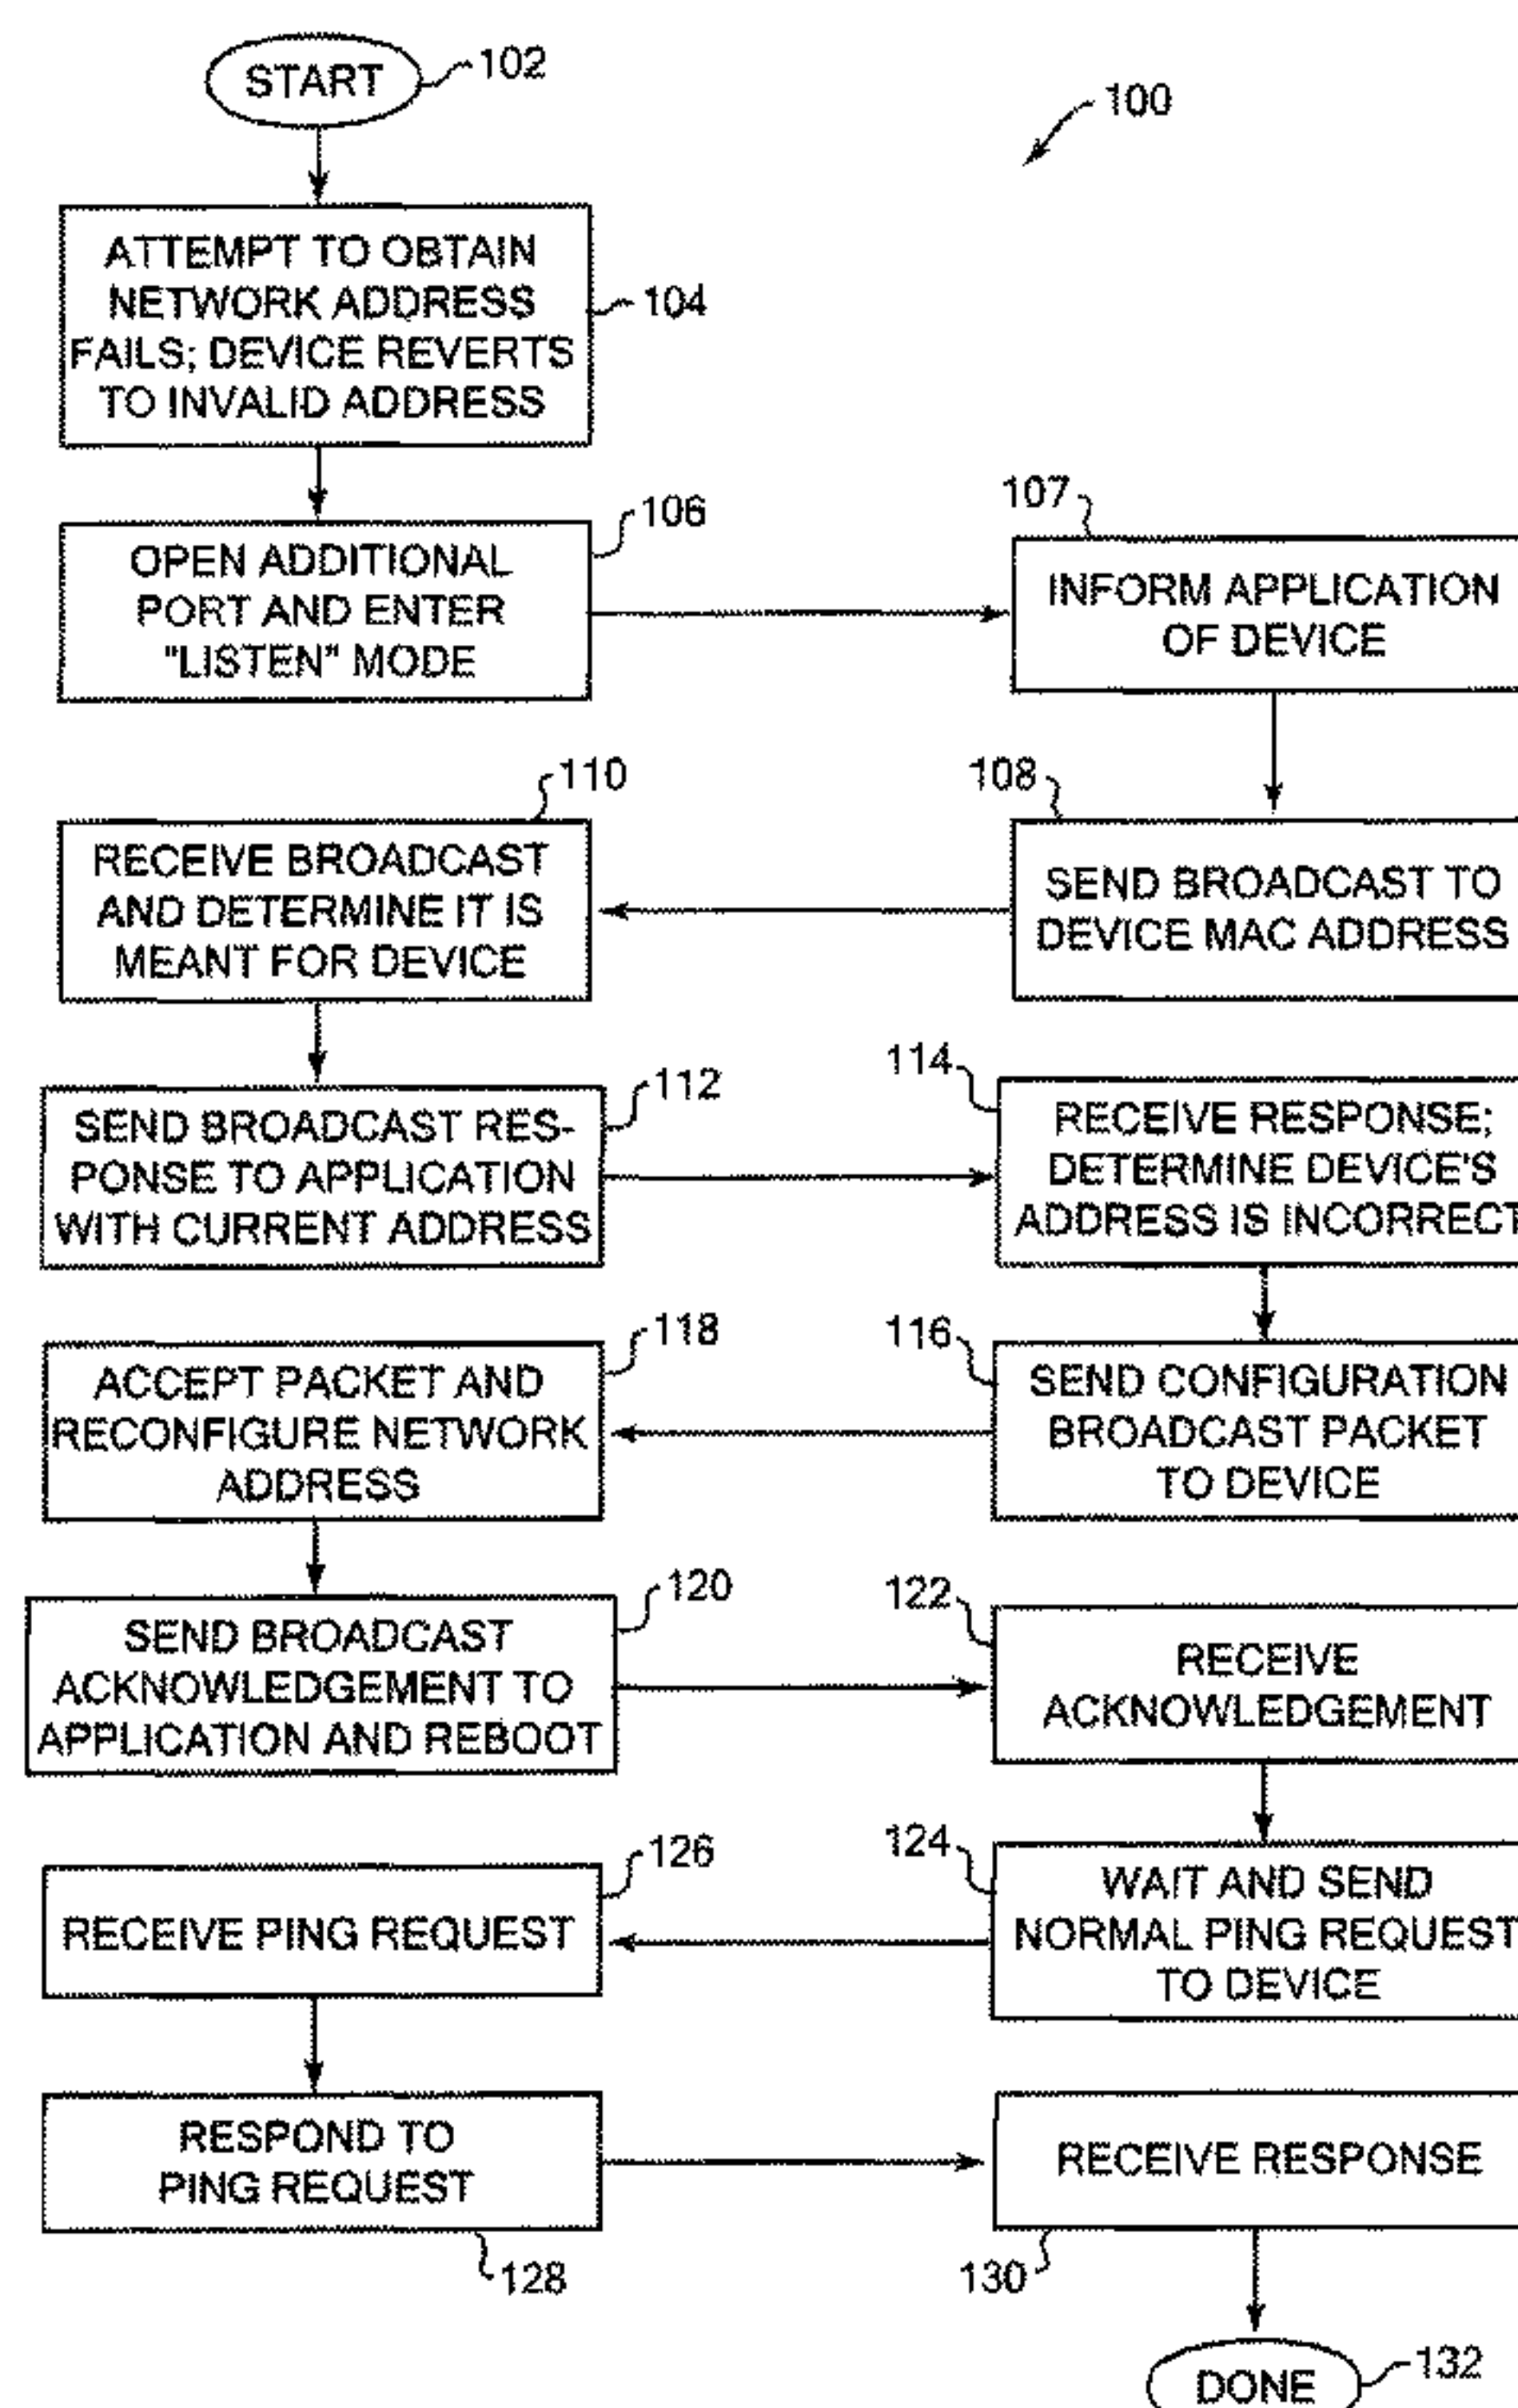 START
102
100
ATTEMPT TO OBTAIN
NETWORK ADDRESS
FAILS; DEVICE REVERTS
TO INVALID ADDRESS
104
OPEN ADDITIONAL
PORT AND ENTER
"LISTEN" MODE
106
107
INFORM APPLICATION
OF DEVICE
108
SEND BROADCAST TO
DEVICE MAC ADDRESS
110
RECEIVE BROADCAST
AND DETERMINE IT IS
MEANT FOR DEVICE
112
SEND BROADCAST RES-
PONSE TO APPLICATION
WITH CURRENT ADDRESS
114
RECEIVE RESPONSE;
DETERMINE DEVICE'S
ADDRESS IS INCORRECT
116
SEND CONFIGURATION
BROADCAST PACKET
TO DEVICE
118
ACCEPT PACKET AND
RECONFIGURE NETWORK
ADDRESS
120
SEND BROADCAST
ACKNOWLEDGEMENT TO
APPLICATION AND REBOOT
122
RECEIVE
ACKNOWLEDGEMENT
124
WAIT AND SEND
NORMAL PING REQUEST
TO DEVICE
126
RECEIVE PING REQUEST
RESPOND TO
PING REQUEST
128
RECEIVE RESPONSE
130
DONE
132